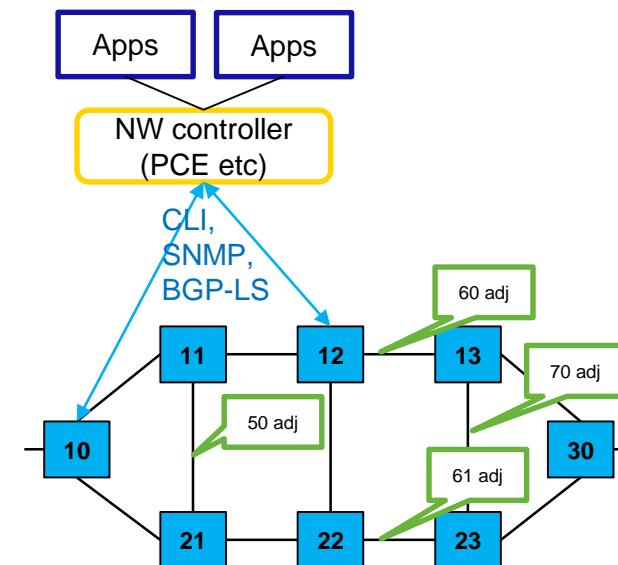 Apps
Apps
NW controller
(PCE etc)
CLI,
SNMP,
BGP-LS
60 adj
11
12
13
70 adj
50 adj
10
30
61 adj
21
22
23